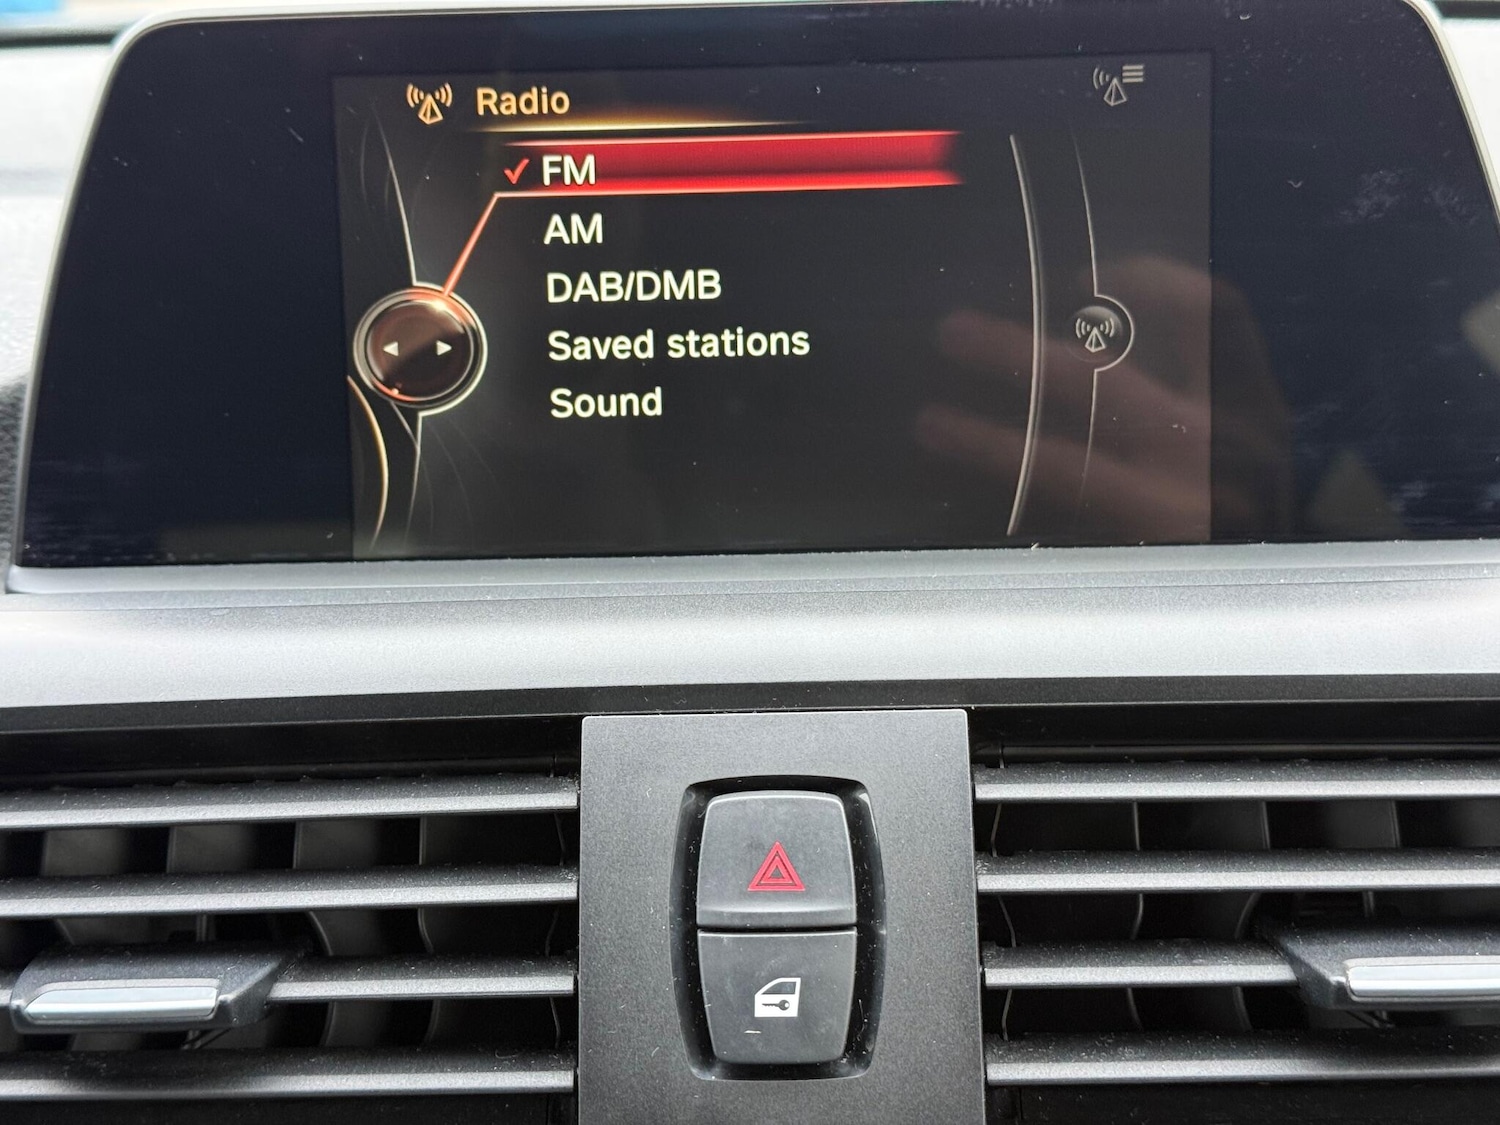 Radio
FM
AM
DAB/DMB
Saved stations
Sound